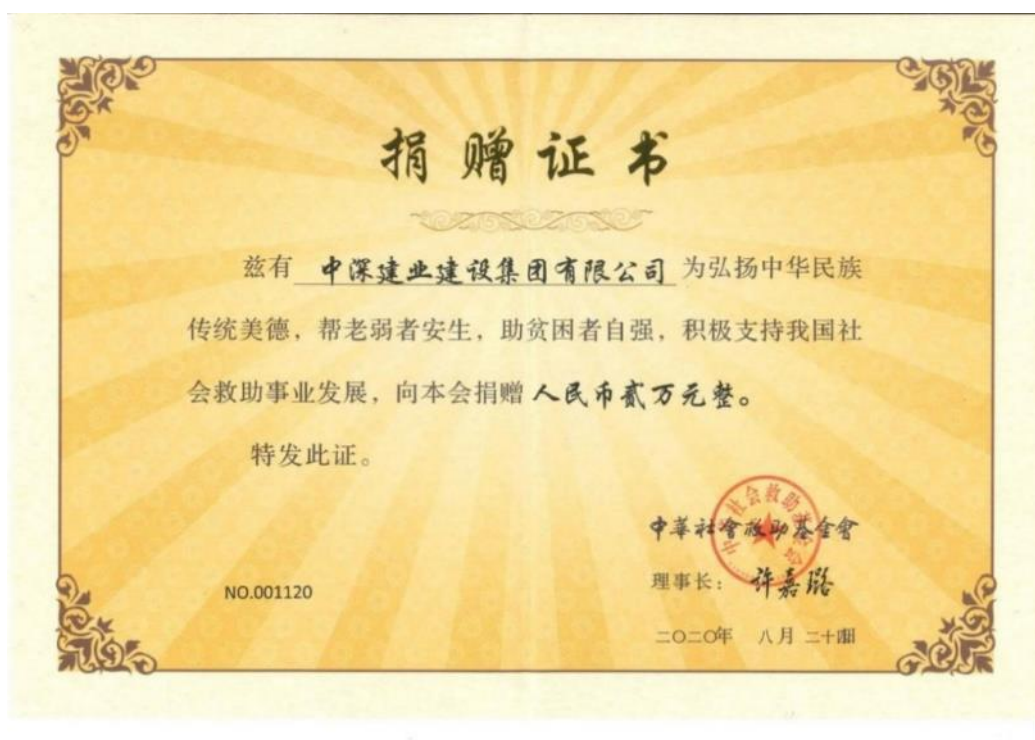 捐赠证书
兹有 中深建业建设集团有限公司 为弘扬中华民族
传统美德，帮老弱者安生，助贫困者自强，积极支持我国社
会救助事业发展，向本会捐赠人民币贰万元整。
特发此证。
中華社會救助基金會
理事长：许嘉璐
NO.001120
二〇二〇年 八月 二十四日